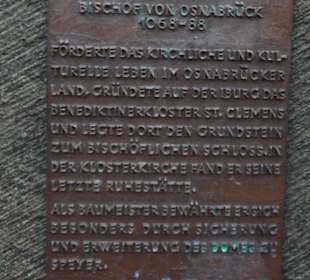 BISCHOF VON OSNABRÜCK
1068-88
FÖRDERTE DAS KIRCHLICHE UND KUL-
TURELLE LEBEN IM OSNABRÜCKER
LAND, GRÜNDETE AUF DER IBURG DAS
BENEDIKTINERKLOSTER ST. CLEMENS
UND LEGTE DORT DEN GRUNDSTEIN
ZUM BISCHÖFLICHEN SCHLOSS. IN
DER KLOSTERKIRCHE FAND ER SEINE
LETZTE RUHESTÄTTE.
ALS BAUMEISTER BEWÄHRTE ER SICH
BESONDERS DURCH SICHERUNG
UND ERWEITERUNG DES DOMES ZU
SPEYER.